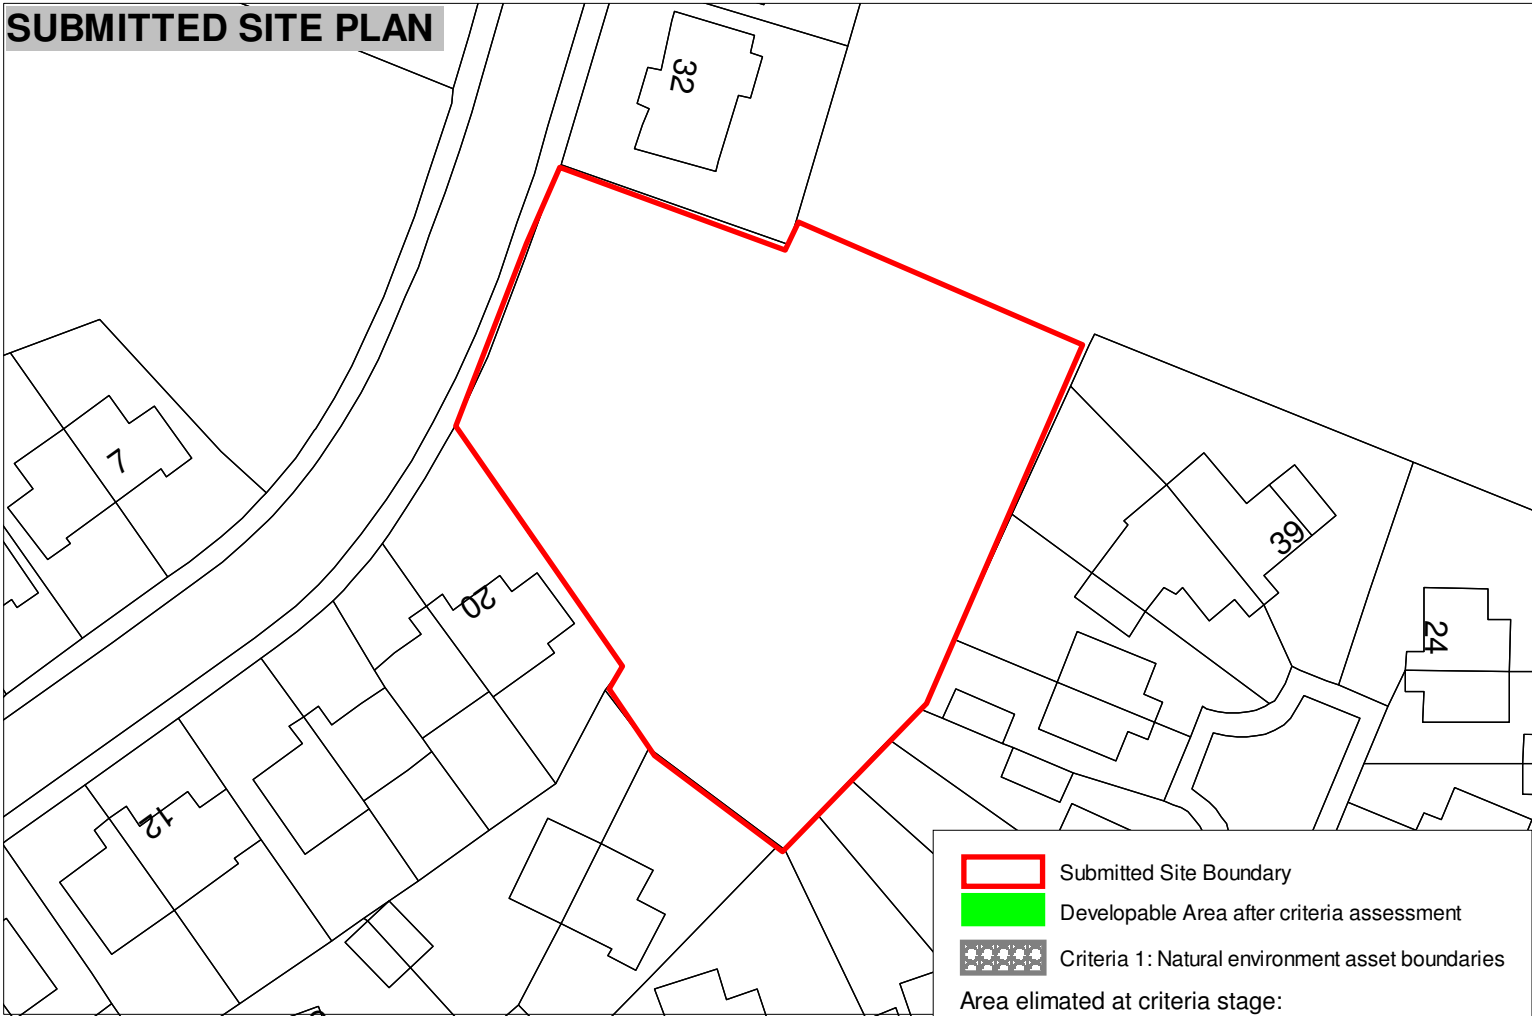 SUBMITTED SITE PLAN
32
7
39
20
24
12
Submitted Site Boundary
Developable Area after criteria assessment
Criteria 1: Natural environment asset boundaries
Area elimated at criteria stage: